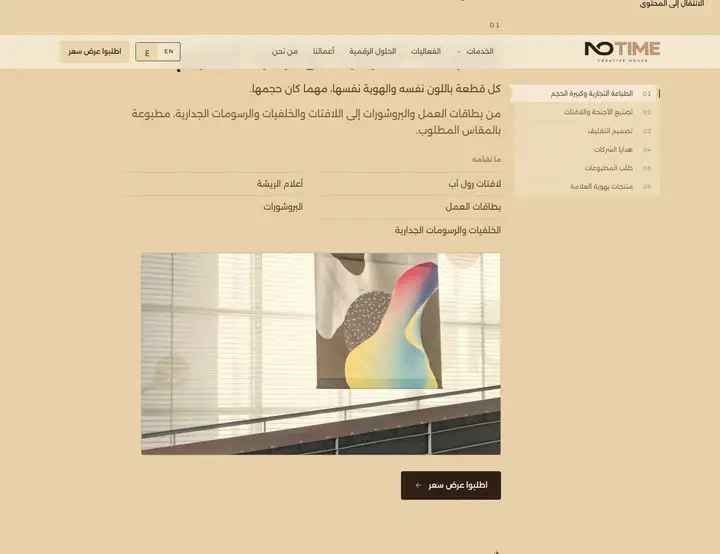 الانتقال إلى المحتوى
01
NOTIME
CREATIVE HOUSE
الخدمات
الفعاليات
الحلول الرقمية
أعمالنا
من نحن
EN
ع
اطلبوا عرض سعر
01 الطباعة التجارية وكبيرة الحجم
02 تصنيع الأجنحة واللافتات
03 تصميم التغليف
04 هدايا الشركات
05 طلب المطبوعات
06 منتجات بهوية العلامة
كل قطعة باللون نفسه والهوية نفسها، مهما كان حجمها.
من بطاقات العمل والبروشورات إلى اللافتات والخلفيات والرسومات الجدارية، مطبوعة
بالمقاس المطلوب.
ما نقدّمه
لافتات رول أب
أعلام الريشة
بطاقات العمل
البروشورات
الخلفيات والرسومات الجدارية
اطلبوا عرض سعر ←